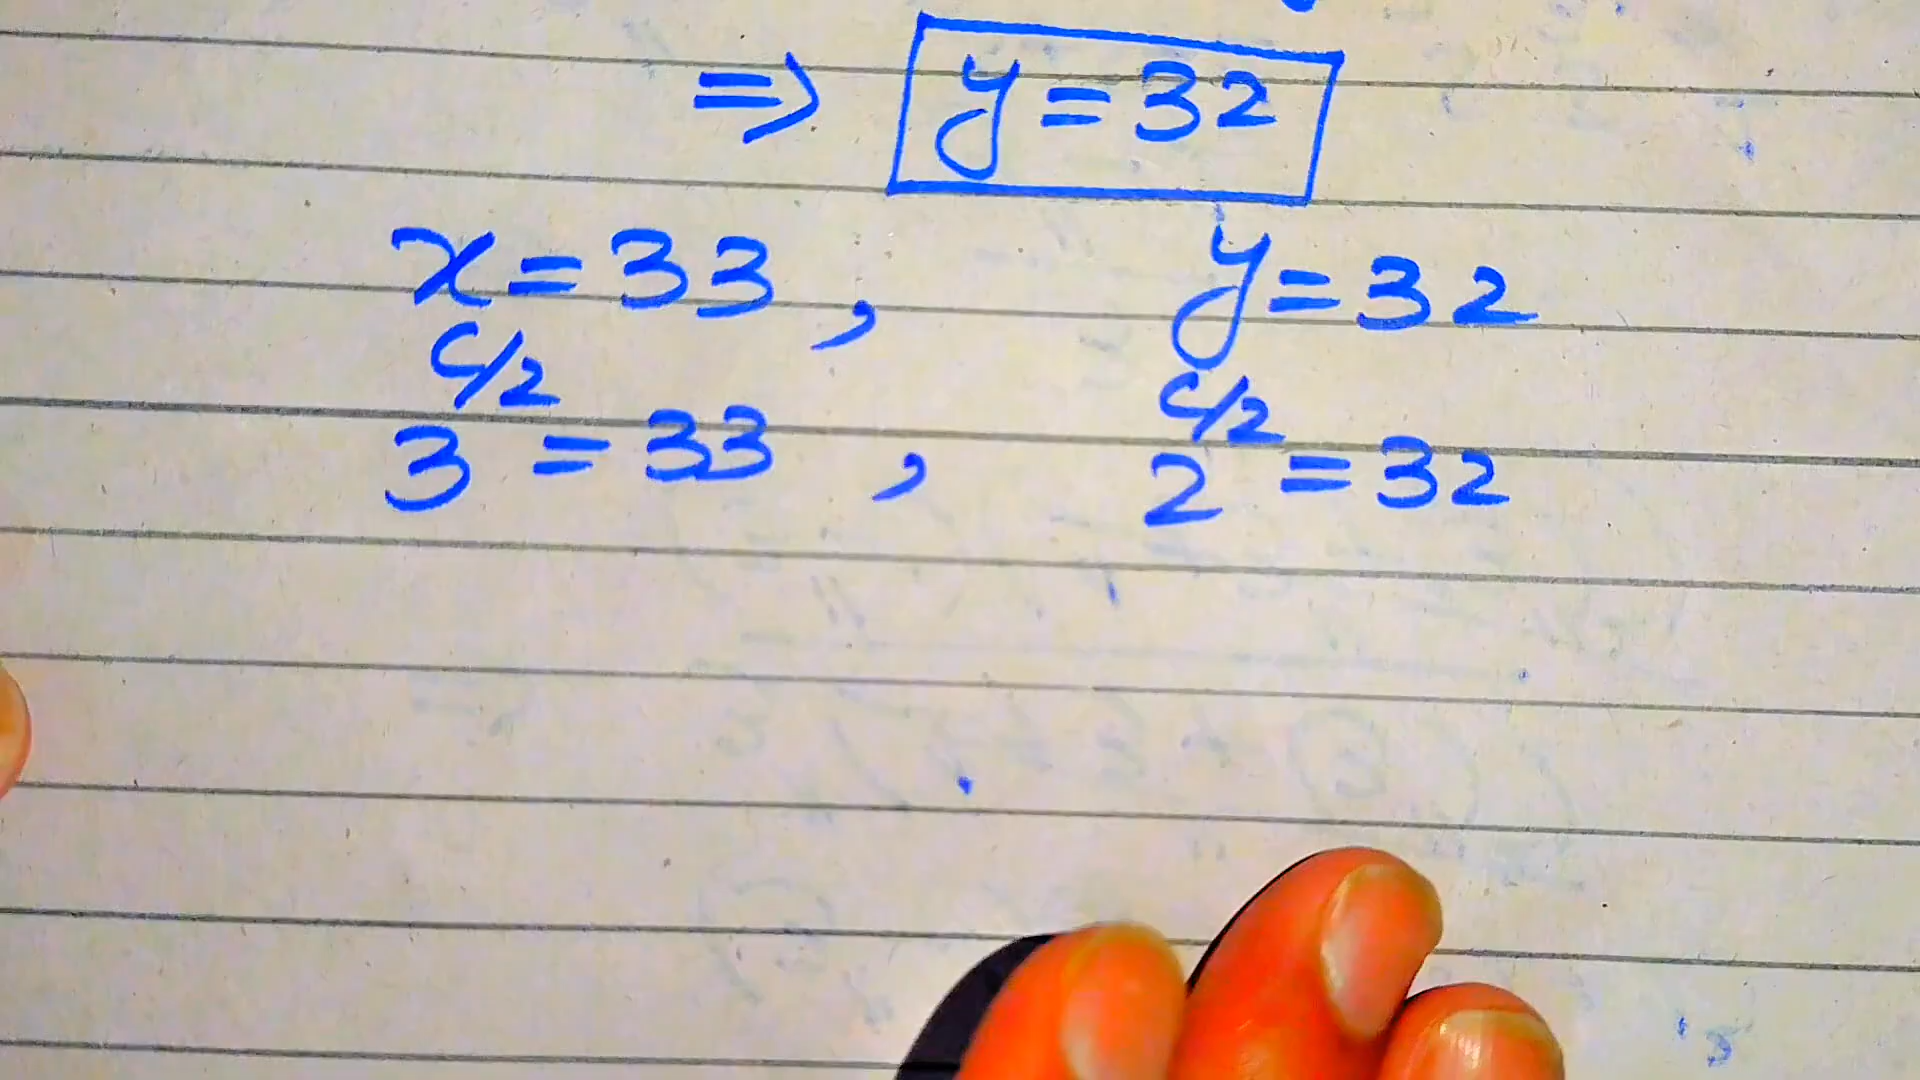 ⇒ y = 32
x = 33 , y = 32
3^{c/2} = 33 , 2^{c/2} = 32